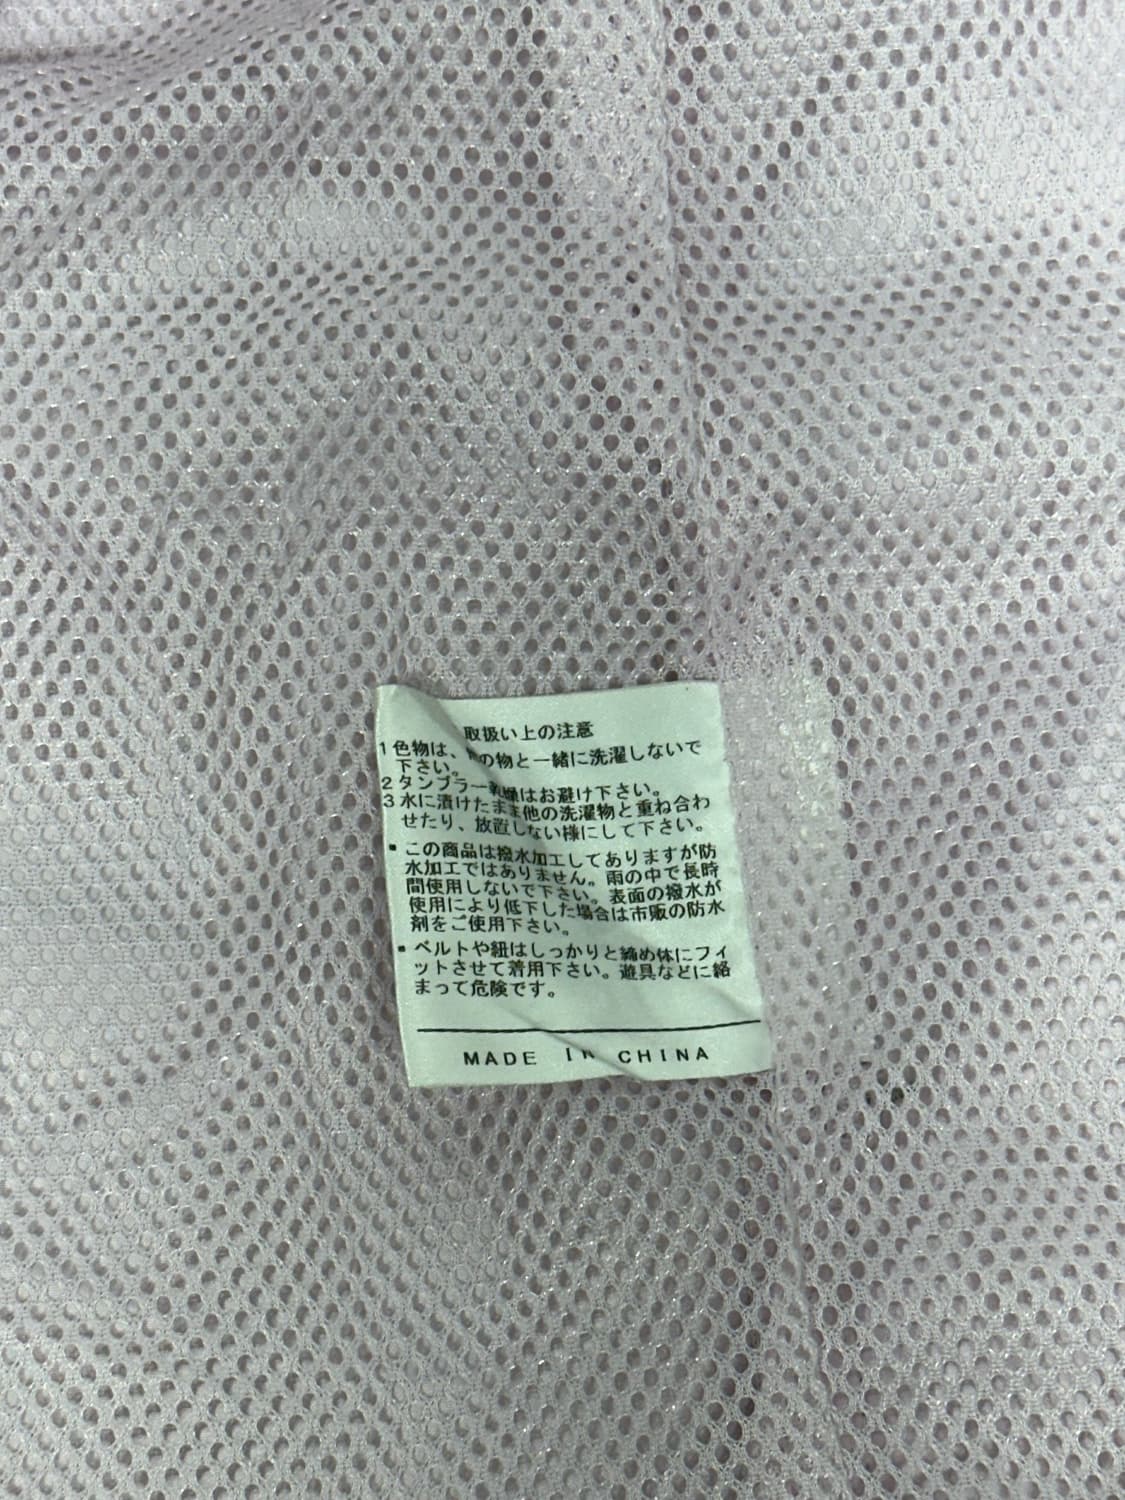 取扱い上の注意
1 色物は、の物と一緒に洗濯しないで
下さい。
2 タンブラー乾燥はお避け下さい。
3 水に漬けたまま他の洗濯物と重ね合わ
せたり、放置しない様にして下さい。
▪ この商品は撥水加工してありますが防
水加工ではありません。雨の中で長時
間使用しないで下さい。表面の撥水が
使用により低下した場合は市販の防水
剤をご使用下さい。
▪ ベルトや紐はしっかりと締め体にフィ
ットさせて着用下さい。遊具などに絡
まって危険です。
MADE IN CHINA